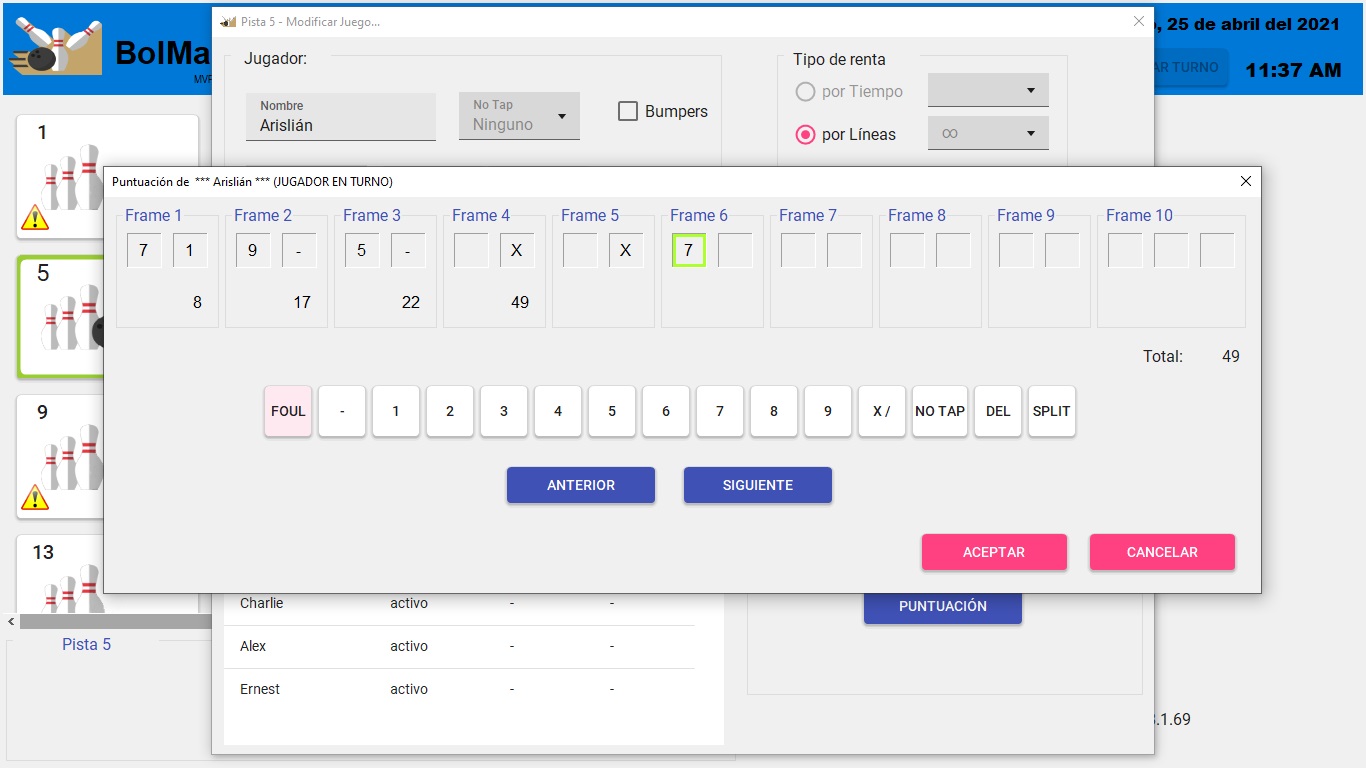 Pista 5 - Modificar Juego...
, 25 de abril del 2021
BolMa
MVP
AR TURNO
11:37 AM
Jugador:
Nombre
Arislián
No Tap
Ninguno
Bumpers
Tipo de renta
por Tiempo
por Líneas
∞
1
5
9
13
Puntuación de *** Arislián *** (JUGADOR EN TURNO)
Frame 1 Frame 2 Frame 3 Frame 4 Frame 5 Frame 6 Frame 7 Frame 8 Frame 9 Frame 10
7 1 9 - 5 - X X 7
8 17 22 49
Total: 49
FOUL - 1 2 3 4 5 6 7 8 9 X / NO TAP DEL SPLIT
ANTERIOR SIGUIENTE
ACEPTAR CANCELAR
Charlie activo - -
Alex activo - -
Ernest activo - -
PUNTUACIÓN
Pista 5
.1.69